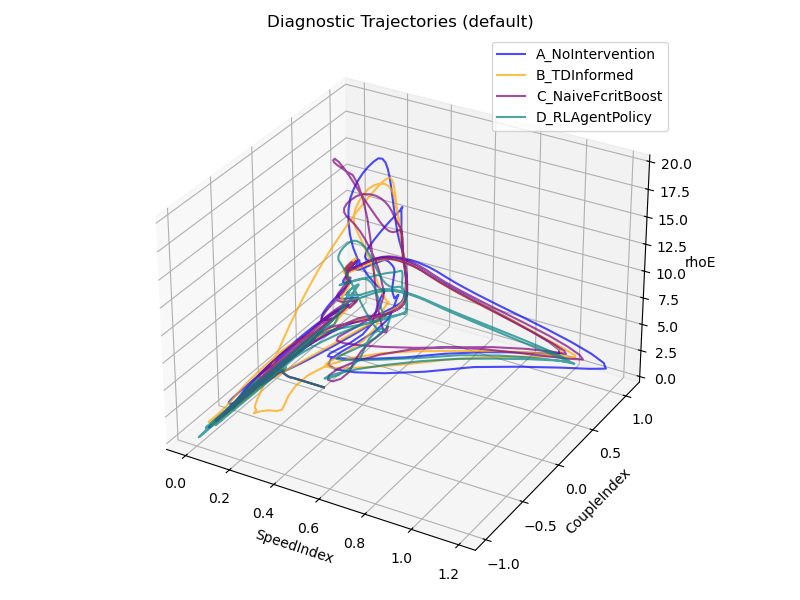 Diagnostic Trajectories (default)
A_NoIntervention
B_TDInformed
C_NaiveFcritBoost
D_RLAgentPolicy
20.0
17.5
15.0
12.5
rhoE
10.0
7.5
5.0
2.5
0.0
1.0
0.5
0.0
−0.5
−1.0
CoupleIndex
0.0
0.2
0.4
0.6
0.8
1.0
1.2
SpeedIndex